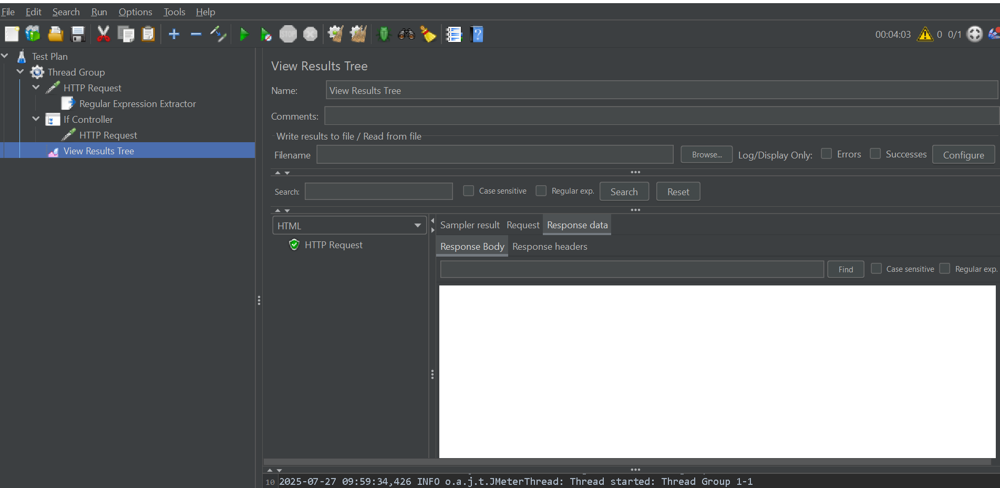 File Edit Search Run Options Tools Help
STOP
00:04:03 0 0/1
Test Plan
Thread Group
HTTP Request
Regular Expression Extractor
If Controller
HTTP Request
View Results Tree
View Results Tree
Name: View Results Tree
Comments:
Write results to file / Read from file
Filename Browse... Log/Display Only: Errors Successes Configure
Search: Case sensitive Regular exp. Search Reset
HTML
HTTP Request
Sampler result Request Response data
Response Body Response headers
Find Case sensitive Regular exp.
10 2025-07-27 09:59:34,426 INFO o.a.j.t.JMeterThread: Thread started: Thread Group 1-1